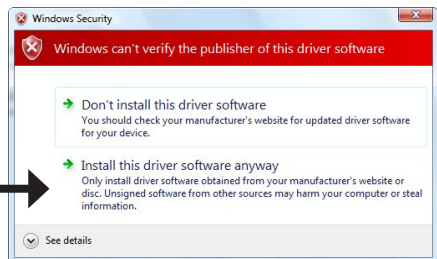 Windows Security
Windows can't verify the publisher of this driver software
Don't install this driver software
You should check your manufacturer's website for updated driver software
for your device.
Install this driver software anyway
Only install driver software obtained from your manufacturer's website or
disc. Unsigned software from other sources may harm your computer or steal
information.
See details